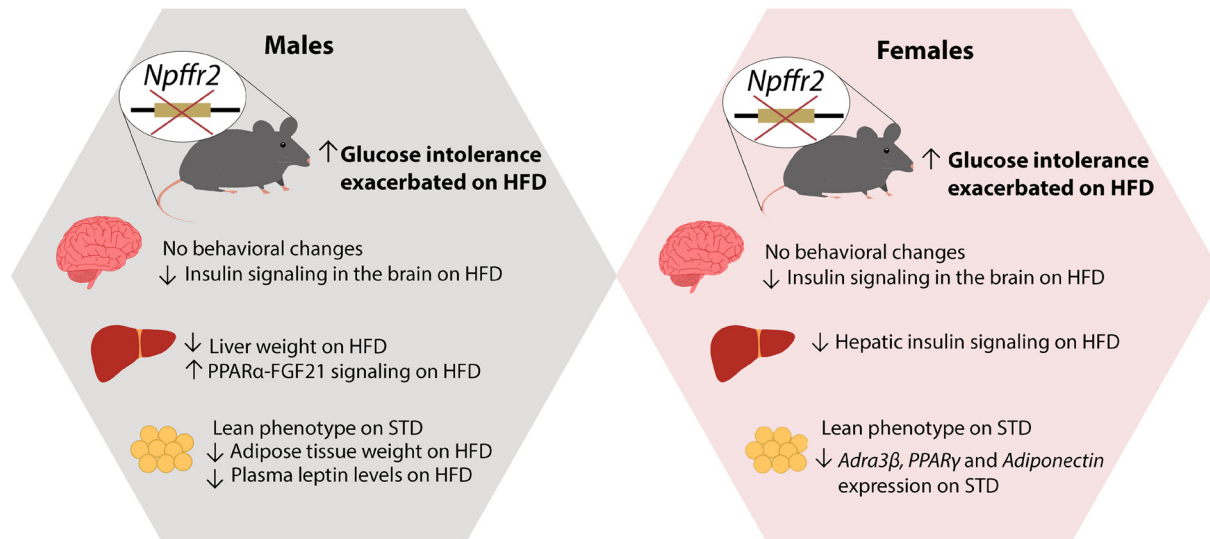 Males
Npffr2
↑ Glucose intolerance
exacerbated on HFD
No behavioral changes
↓ Insulin signaling in the brain on HFD
↓ Liver weight on HFD
↑ PPARα-FGF21 signaling on HFD
Lean phenotype on STD
↓ Adipose tissue weight on HFD
↓ Plasma leptin levels on HFD
Females
Npffr2
↑ Glucose intolerance
exacerbated on HFD
No behavioral changes
↓ Insulin signaling in the brain on HFD
↓ Hepatic insulin signaling on HFD
Lean phenotype on STD
↓ Adra3β, PPARγ and Adiponectin
expression on STD